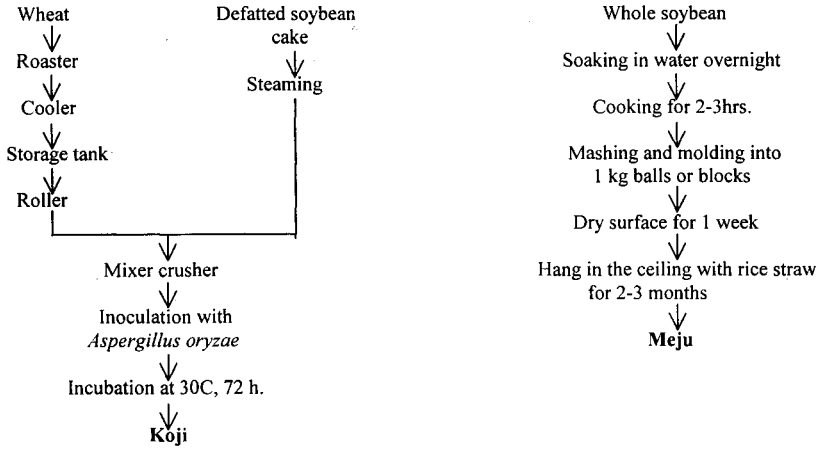 Wheat
Roaster
Cooler
Storage tank
Roller
Defatted soybean
cake
Steaming
Mixer crusher
Inoculation with
Aspergillus oryzae
Incubation at 30C, 72 h.
Koji
Whole soybean
Soaking in water overnight
Cooking for 2-3hrs.
Mashing and molding into
1 kg balls or blocks
Dry surface for 1 week
Hang in the ceiling with rice straw
for 2-3 months
Meju